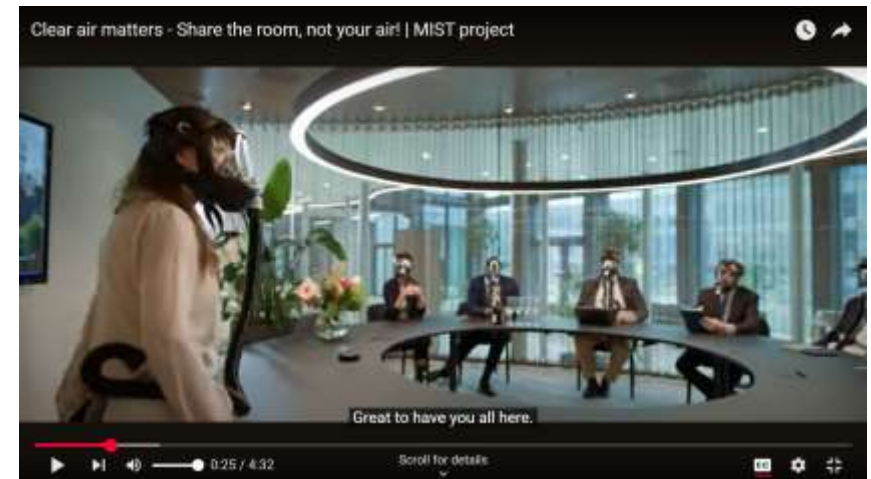 Clear air matters - Share the room, not your air! | MIST project
Great to have you all here.
0:25 / 4:32
Scroll for details
CC